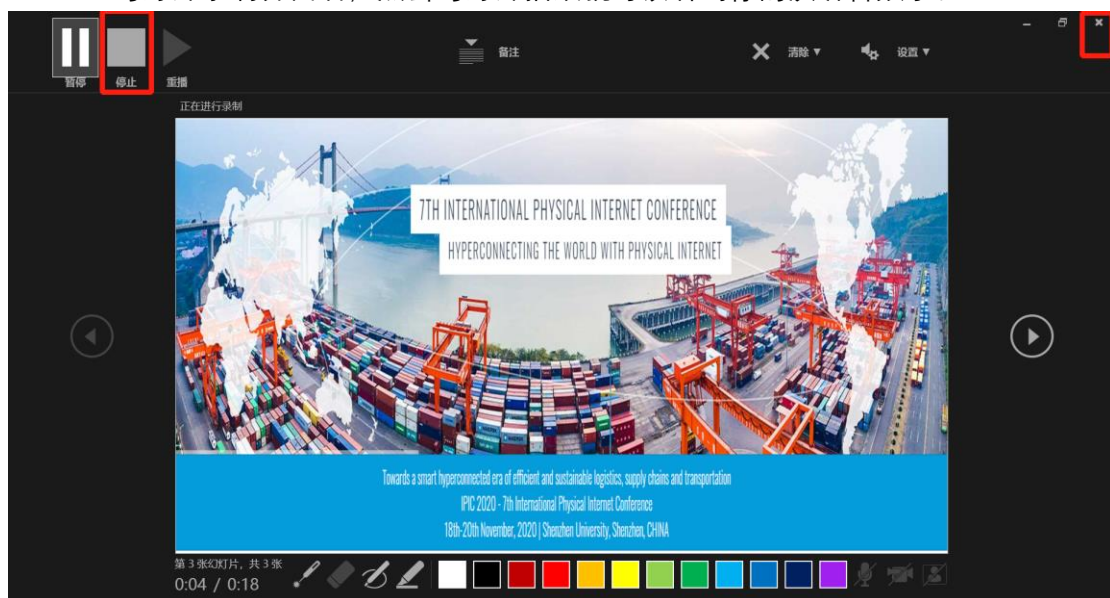 备注
清除
设置
暂停
停止
重播
正在进行录制
7TH INTERNATIONAL PHYSICAL INTERNET CONFERENCE
HYPERCONNECTING THE WORLD WITH PHYSICAL INTERNET
Towards a smart hyperconnected era of efficient and sustainable logistics, supply chains and transportation
IPIC 2020 - 7th International Physical Internet Conference
18th-20th November, 2020 | Shenzhen University, Shenzhen, CHINA
第 3 张幻灯片，共 3 张
0:04 / 0:18